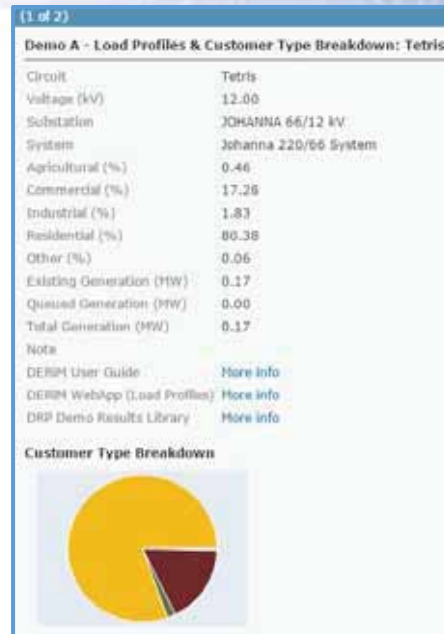 (1 of 2)
Demo A - Load Profiles & Customer Type Breakdown: Tetris
Circuit Tetris
Voltage (kV) 12.00
Substation JOHANNA 66/12 kV
System Johanna 220/66 System
Agricultural (%) 0.46
Commercial (%) 17.26
Industrial (%) 1.83
Residential (%) 80.38
Other (%) 0.06
Existing Generation (MW) 0.17
Queued Generation (MW) 0.00
Total Generation (MW) 0.17
Note
DERiM User Guide More info
DERiM WebApp (Load Profiles) More info
DRP Demo Results Library More info
Customer Type Breakdown